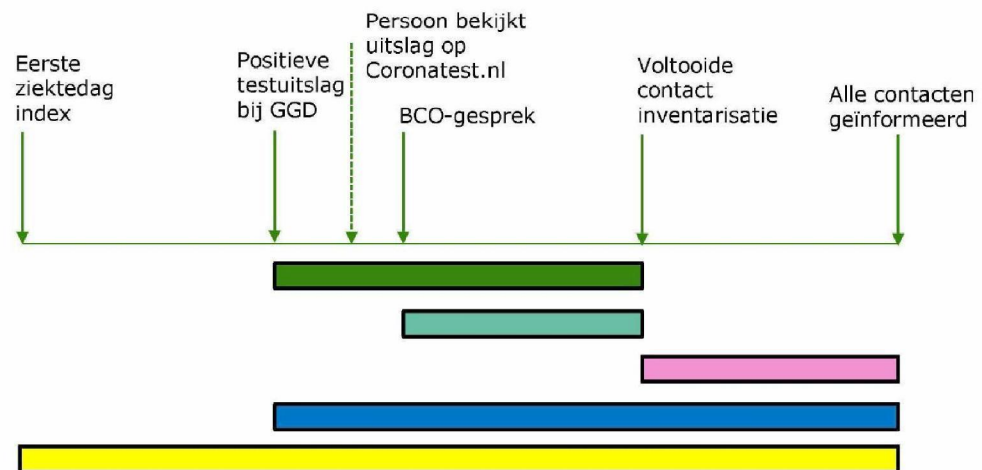 Eerste
ziektedag
index
Positieve
testuitslag
bij GGD
Persoon bekijkt
uitslag op
Coronatest.nl
BCO-gesprek
Voltooide
contact
inventarisatie
Alle contacten
geïnformeerd